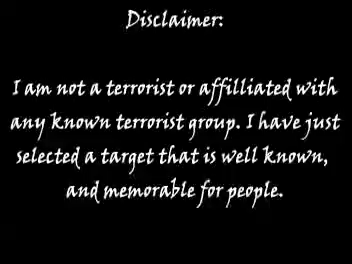 Disclaimer:
I am not a terrorist or affilliated with
any known terrorist group. I have just
selected a target that is well known,
and memorable for people.